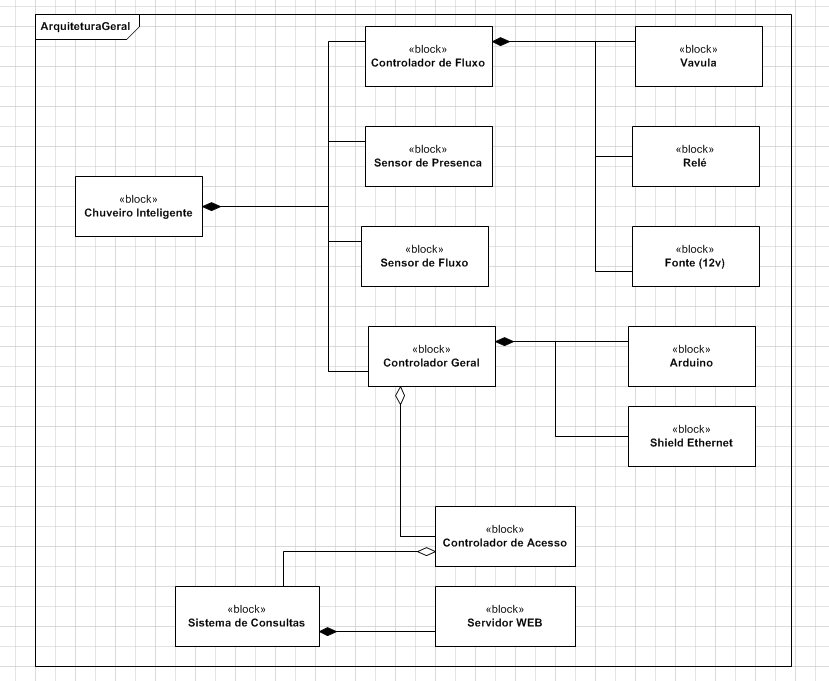 ArquiteturaGeral
«block»
Controlador de Fluxo
«block»
Vavula
«block»
Sensor de Presenca
«block»
Relé
«block»
Chuveiro Inteligente
«block»
Sensor de Fluxo
«block»
Fonte (12v)
«block»
Controlador Geral
«block»
Arduino
«block»
Shield Ethernet
«block»
Controlador de Acesso
«block»
Sistema de Consultas
«block»
Servidor WEB